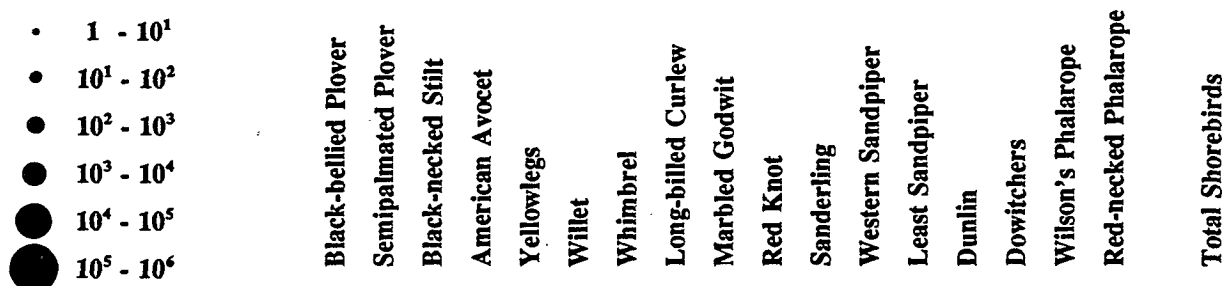 1 - 10¹
10¹ - 10²
10² - 10³
10³ - 10⁴
10⁴ - 10⁵
10⁵ - 10⁶
Black-bellied Plover
Semipalmated Plover
Black-necked Stilt
American Avocet
Yellowlegs
Willet
Whimbrel
Long-billed Curlew
Marbled Godwit
Red Knot
Sanderling
Western Sandpiper
Least Sandpiper
Dunlin
Dowitchers
Wilson's Phalarope
Red-necked Phalarope
Total Shorebirds